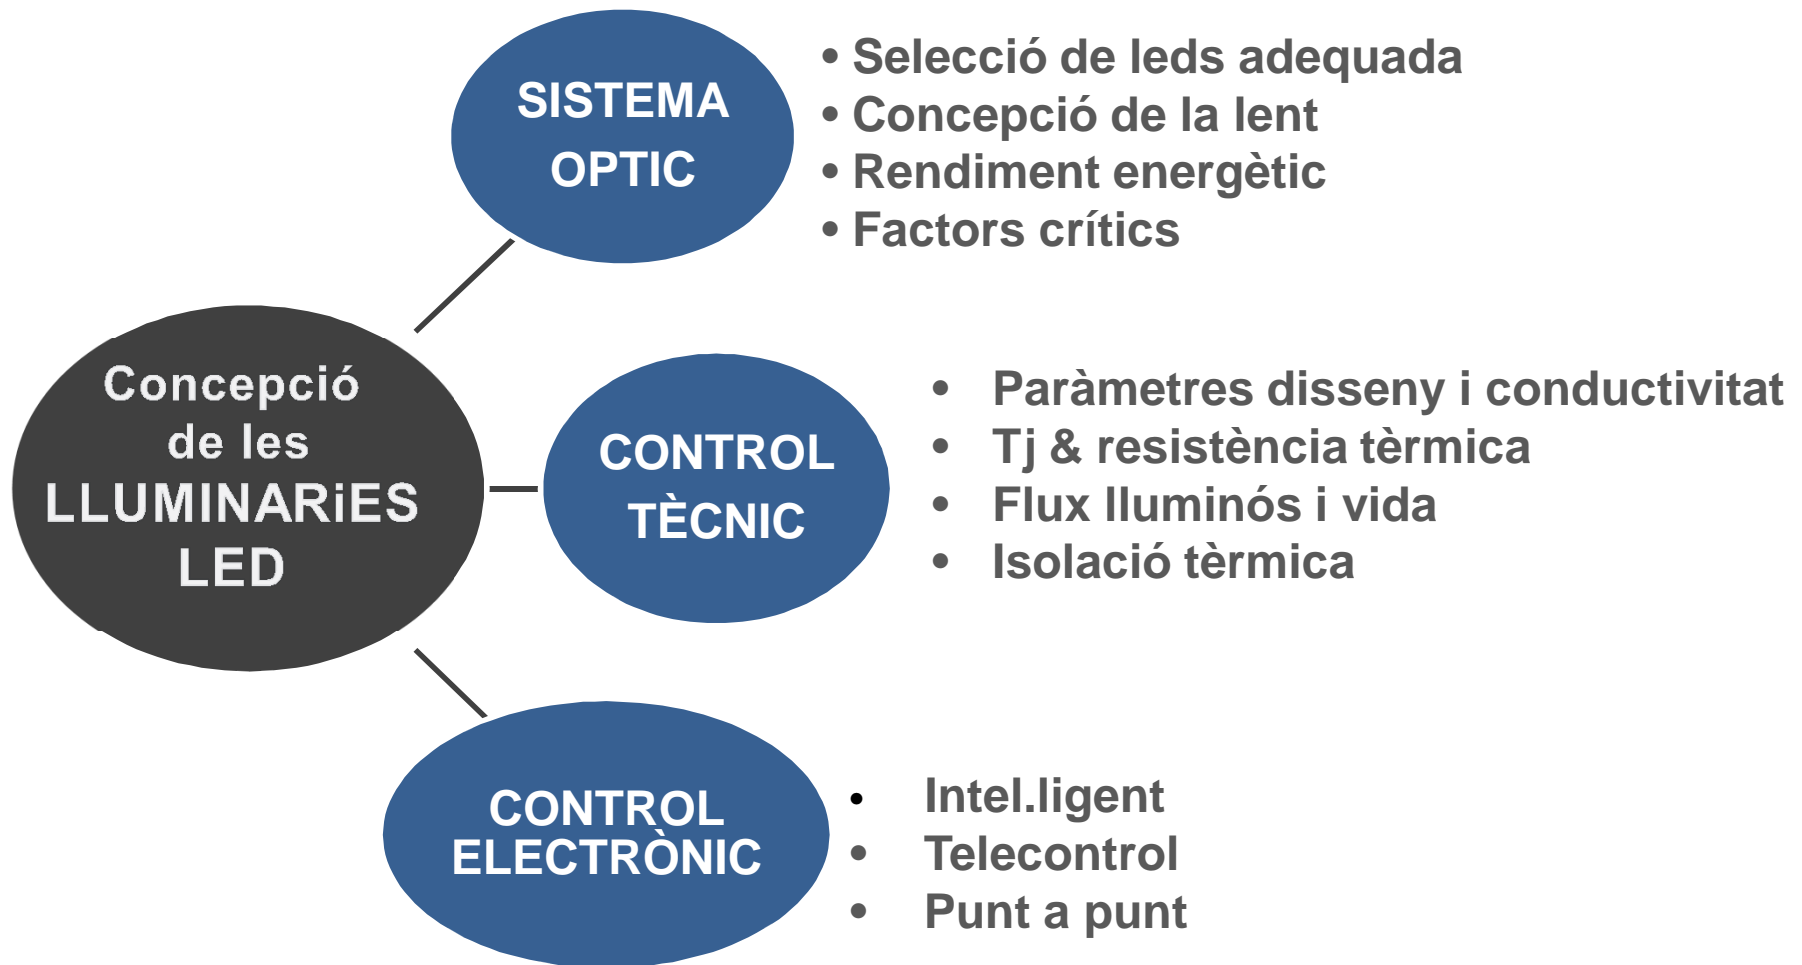 Concepció
de les
LLUMINARiES
LED
SISTEMA
OPTIC
• Selecció de leds adequada
• Concepció de la lent
• Rendiment energètic
• Factors crítics
CONTROL
TÈCNIC
• Paràmetres disseny i conductivitat
• Tj & resistència tèrmica
• Flux lluminós i vida
• Isolació tèrmica
CONTROL
ELECTRÒNIC
• Intel.ligent
• Telecontrol
• Punt a punt